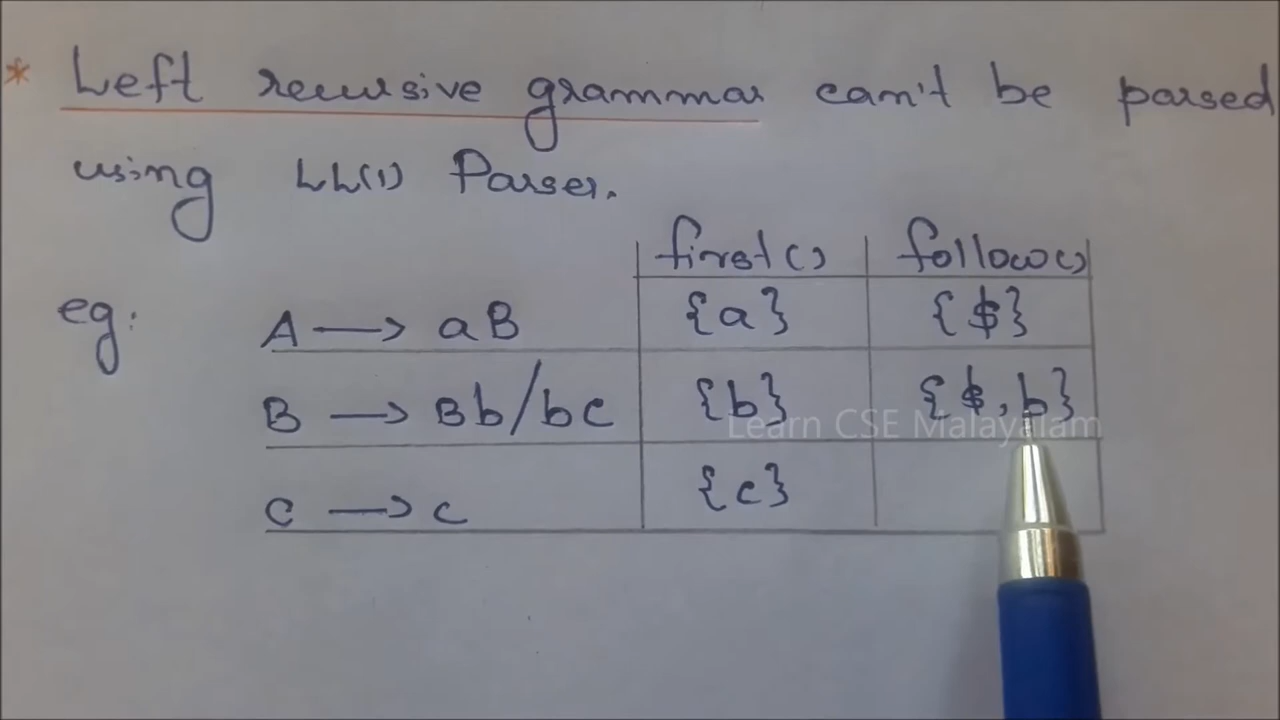 * Left recursive grammar can't be parsed
using LL(1) Parser.
first() follow()
eg: A → aB {a} {$}
B → Bb/bC {b} {$,b}
C → c {c}
Learn CSE Malayalam